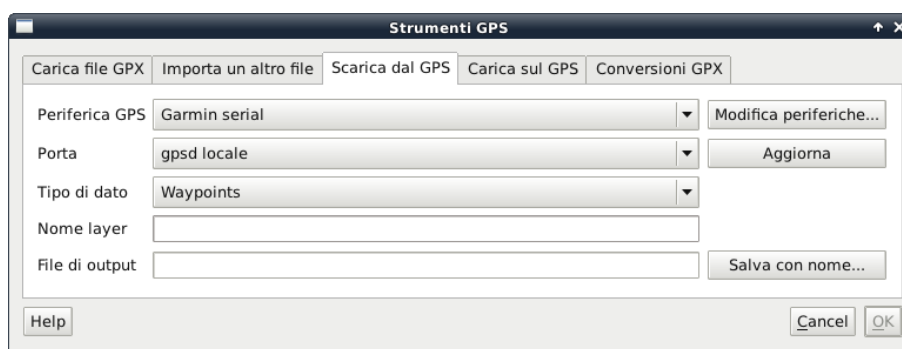 Strumenti GPS
Carica file GPX Importa un altro file Scarica dal GPS Carica sul GPS Conversioni GPX
Periferica GPS Garmin serial Modifica periferiche...
Porta gpsd locale Aggiorna
Tipo di dato Waypoints
Nome layer
File di output Salva con nome...
Help Cancel OK